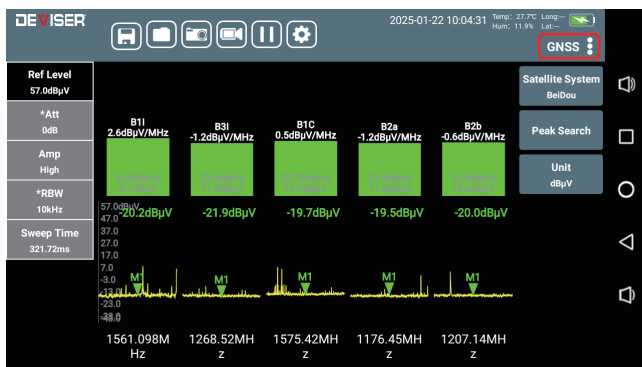 DEVISER
2025-01-22 10:04:31
Temp: 27.7℃ Long:--
Hum: 11.9% Lat:--
GNSS
Ref Level
57.0dBμV
*Att
0dB
Amp
High
*RBW
10kHz
Sweep Time
321.72ms
B1I
2.6dBμV/MHz
B3I
-1.2dBμV/MHz
B1C
0.5dBμV/MHz
B2a
-1.2dBμV/MHz
B2b
-0.6dBμV/MHz
-20.2dBμV
-21.9dBμV
-19.7dBμV
-19.5dBμV
-20.0dBμV
57.0dBμV
47.0
37.0
27.0
17.0
7.0
-3.0
-13.0
-23.0
M1
M1
M1
M1
M1
1561.098M
Hz
1268.52MH
z
1575.42MH
z
1176.45MH
z
1207.14MH
z
Satellite System
BeiDou
Peak Search
Unit
dBμV